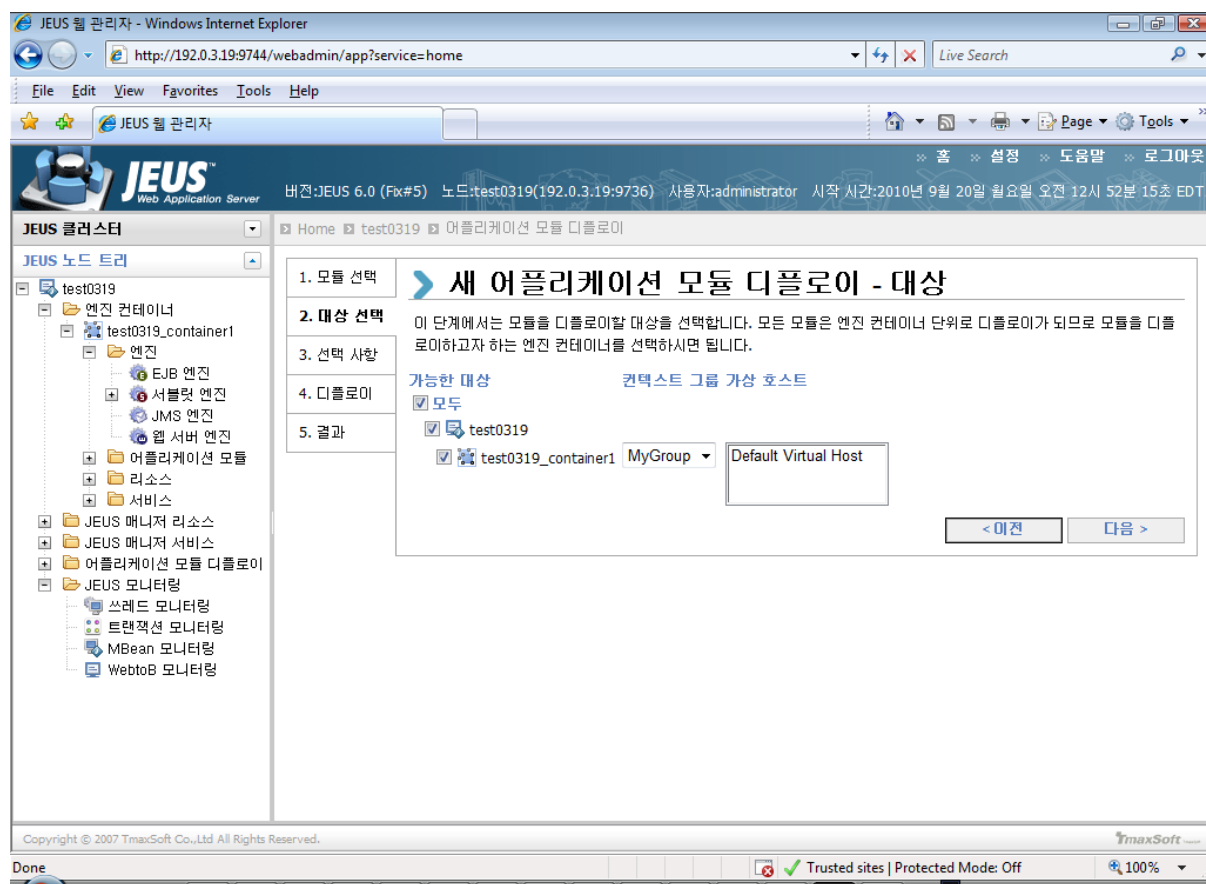 JEUS 웹 관리자 - Windows Internet Explorer
http://192.0.3.19:9744/webadmin/app?service=home
Live Search
File Edit View Favorites Tools Help
JEUS 웹 관리자
Page Tools
» 홈 » 설정 » 도움말 » 로그아웃
JEUS™
Web Application Server
버전:JEUS 6.0 (Fix#5) 노드:test0319(192.0.3.19:9736) 사용자:administrator 시작 시간:2010년 9월 20일 월요일 오전 12시 52분 15초 EDT
JEUS 클러스터
Home test0319 어플리케이션 모듈 디플로이
JEUS 노드 트리
test0319
엔진 컨테이너
test0319_container1
엔진
EJB 엔진
서블릿 엔진
JMS 엔진
웹 서버 엔진
어플리케이션 모듈
리소스
서비스
JEUS 매니저 리소스
JEUS 매니저 서비스
어플리케이션 모듈 디플로이
JEUS 모니터링
쓰레드 모니터링
트랜잭션 모니터링
MBean 모니터링
WebtoB 모니터링
1. 모듈 선택
2. 대상 선택
3. 선택 사항
4. 디플로이
5. 결과
새 어플리케이션 모듈 디플로이 - 대상
이 단계에서는 모듈을 디플로이할 대상을 선택합니다. 모든 모듈은 엔진 컨테이너 단위로 디플로이가 되므로 모듈을 디플
로이하고자 하는 엔진 컨테이너를 선택하시면 됩니다.
가능한 대상 컨텍스트 그룹 가상 호스트
모두
test0319
test0319_container1 MyGroup Default Virtual Host
< 이전 다음 >
Copyright © 2007 TmaxSoft Co.,Ltd All Rights Reserved.
TmaxSoft
Done
Trusted sites | Protected Mode: Off
100%